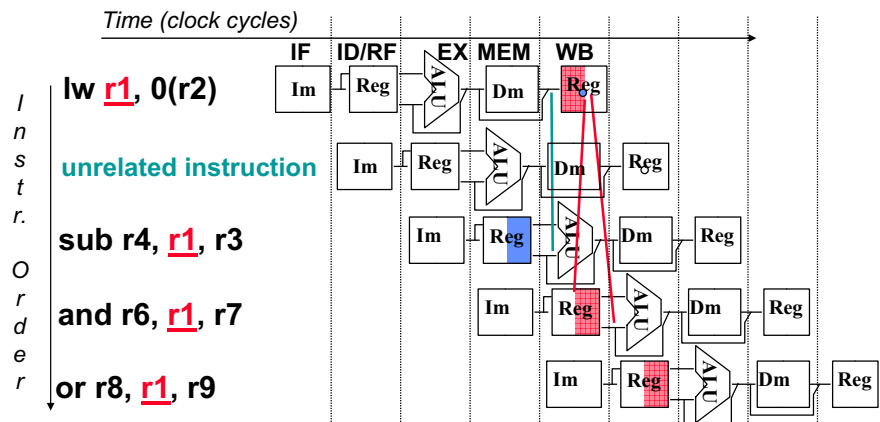 Time (clock cycles)
IF ID/RF EX MEM WB
Instr. Order
lw r1, 0(r2)
Im Reg ALU Dm Reg
unrelated instruction
Im Reg ALU Dm Reg
sub r4, r1, r3
Im Reg ALU Dm Reg
and r6, r1, r7
Im Reg ALU Dm Reg
or r8, r1, r9
Im Reg ALU Dm Reg